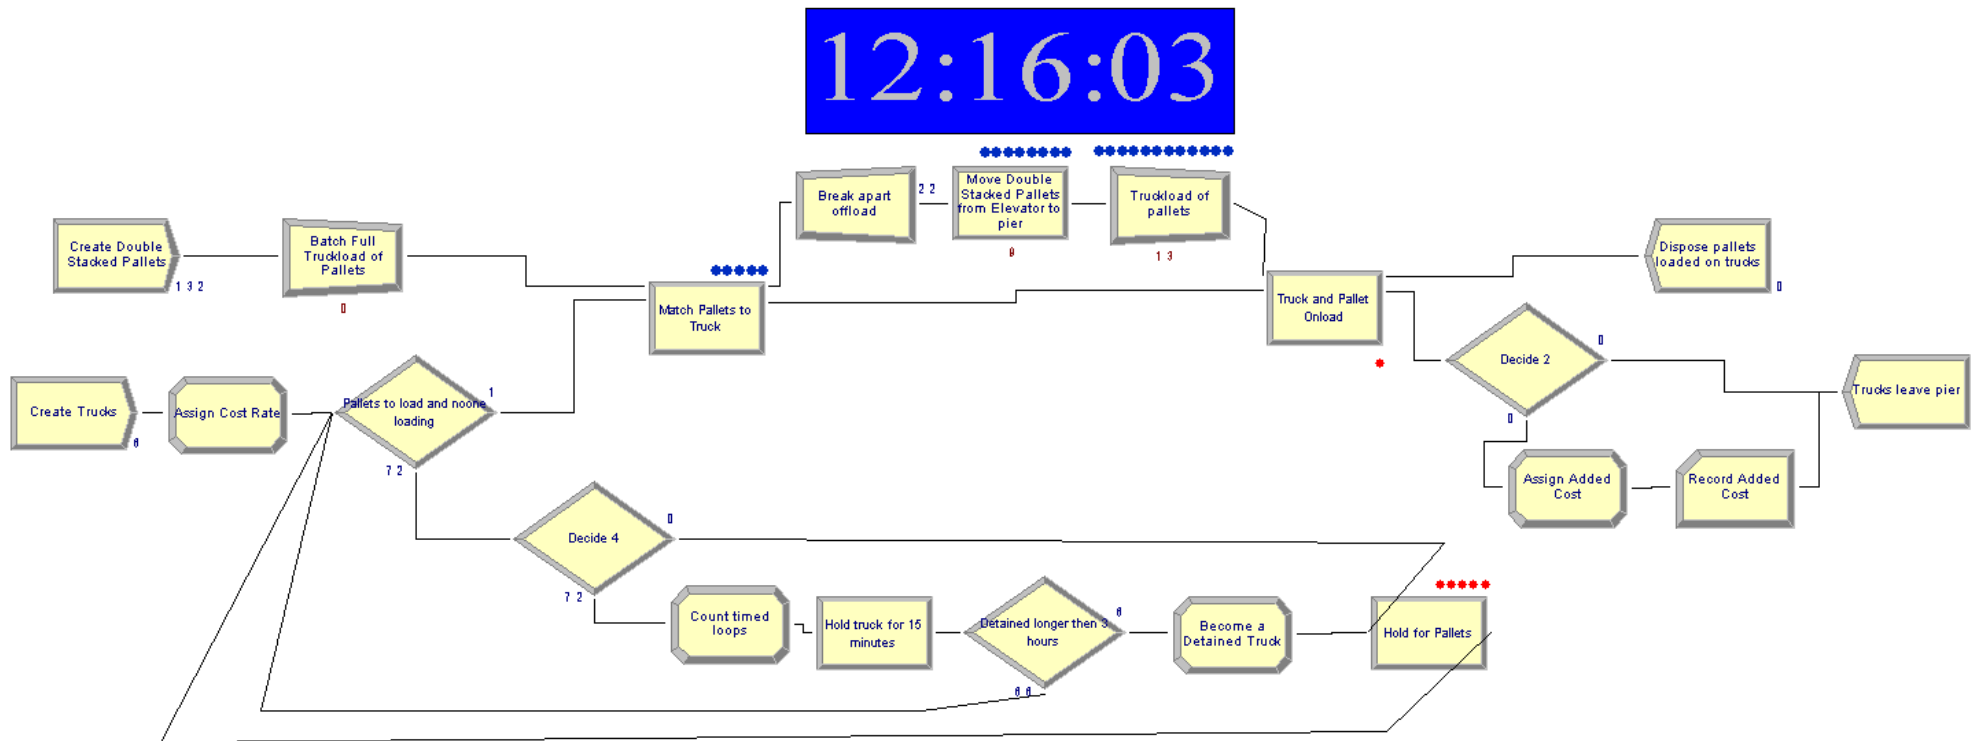 12:16:03
Break apart
offload
2 2
Move Double
Stacked Pallets
from Elevator to
pier
Truckload of
pallets
1 3
Create Double
Stacked Pallets
1 3 2
Batch Full
Truckload of
Pallets
0
Match Pallets to
Truck
Truck and Pallet
Onload
Dispose pallets
loaded on trucks
0
Create Trucks
6
Assign Cost Rate
Pallets to load and noone
loading
1
7 2
Decide 2
0
0
Trucks leave pier
Assign Added
Cost
Record Added
Cost
Decide 4
0
7 2
Count timed
loops
Hold truck for 15
minutes
Detained longer then 3
hours
6
6 6
Become a
Detained Truck
Hold for Pallets